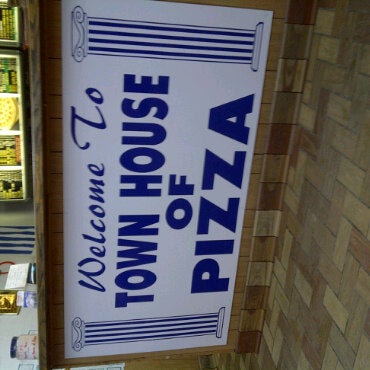 Welcome To
TOWN HOUSE
OF
PIZZA